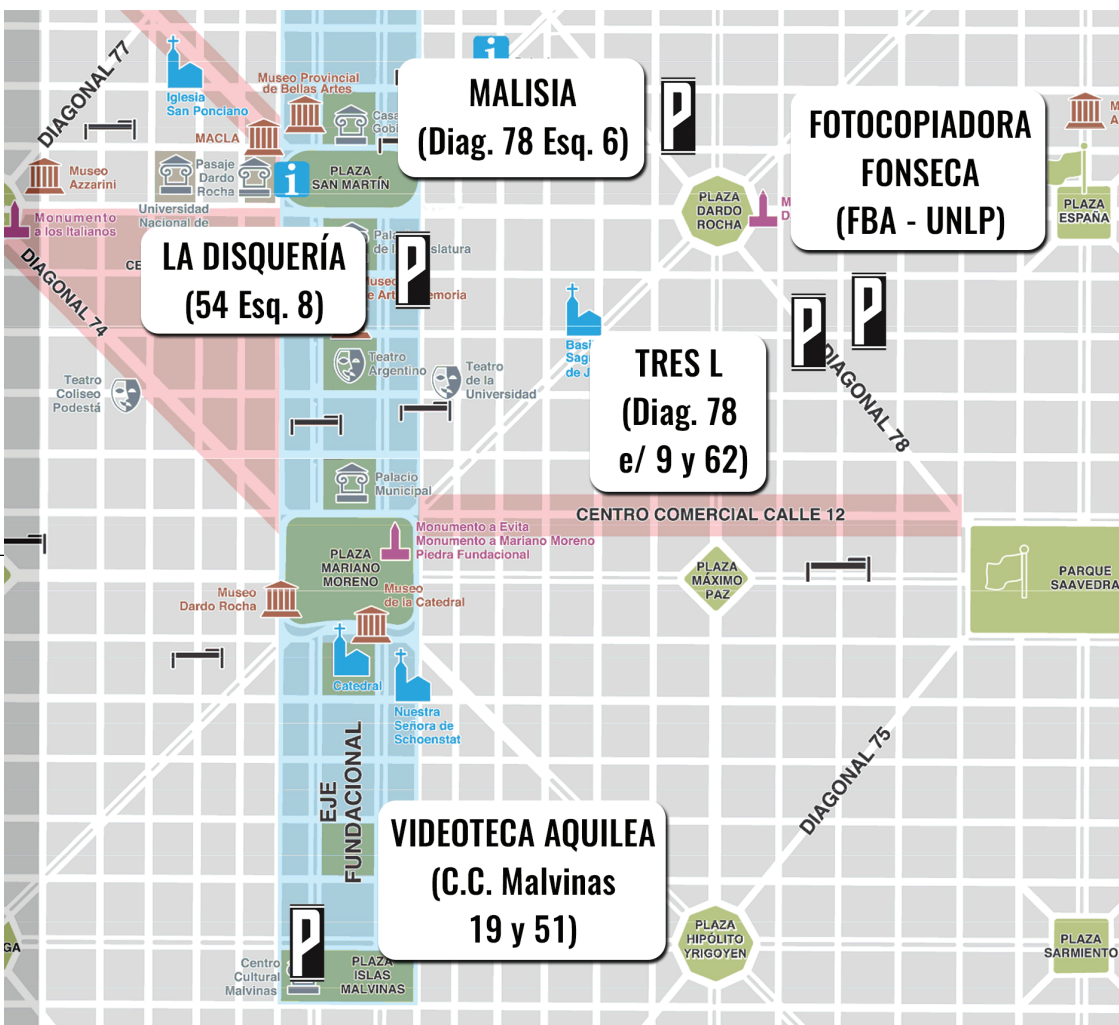 DIAGONAL 77
Iglesia
San Ponciano
Museo Provincial
de Bellas Artes
MACLA
Casa
Gobi
MALISIA
(Diag. 78 Esq. 6)
P
FOTOCOPIADORA
FONSECA
(FBA - UNLP)
Museo
Azzarini
Pasaje
Dardo
Rocha
i
i
PLAZA
SAN MARTÍN
PLAZA
DARDO
ROCHA
PLAZA
ESPAÑA
Monumento
a los Italianos
Universidad
Nacional de
DIAGONAL 74
LA DISQUERÍA
(54 Esq. 8)
P
P
P
Teatro
Argentino
Teatro
de la
Universidad
Teatro
Coliseo
Podestá
TRES L
(Diag. 78
e/ 9 y 62)
DIAGONAL 78
Palacio
Municipal
CENTRO COMERCIAL CALLE 12
PLAZA
MARIANO
MORENO
Monumento a Evita
Monumento a Mariano Moreno
Piedra Fundacional
PLAZA
MÁXIMO
PAZ
PARQUE
SAAVEDRA
Museo
Dardo Rocha
Museo
de la Catedral
Catedral
Nuestra
Señora de
Schoenstat
EJE
FUNDACIONAL
DIAGONAL 75
VIDEOTECA AQUILEA
(C.C. Malvinas
19 y 51)
P
Centro
Cultural
Malvinas
PLAZA
ISLAS
MALVINAS
PLAZA
HIPÓLITO
YRIGOYEN
PLAZA
SARMIENTO